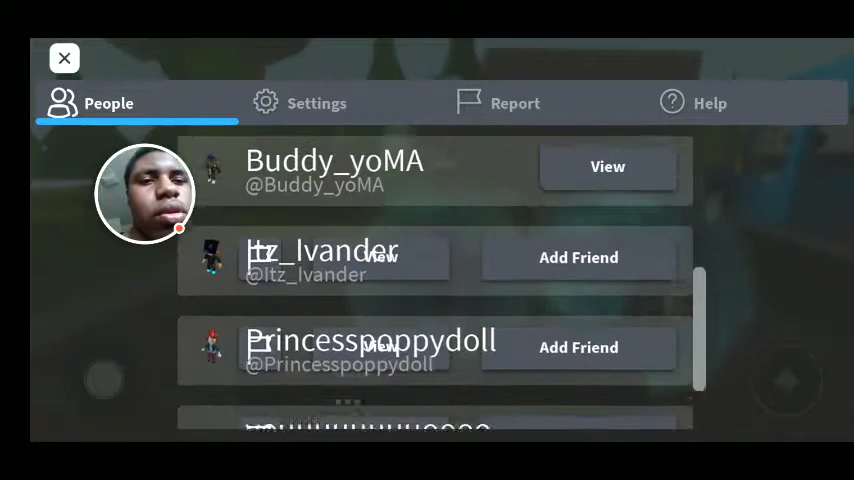 People
Settings
Report
Help
Buddy_yoMA
@Buddy_yoMA
View
Itz_Ivander
@Itz_Ivander
View
Add Friend
Princesspoppydoll
@Princesspoppydoll
View
Add Friend